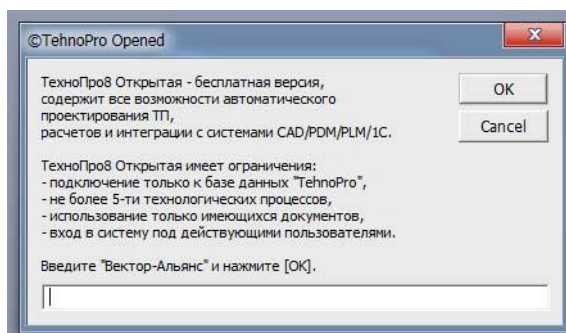 ©TehnoPro Opened
ТехноПро8 Открытая - бесплатная версия,
содержит все возможности автоматического
проектирования ТП,
расчетов и интеграции с системами CAD/PDM/PLM/1С.
OK
Cancel
ТехноПро8 Открытая имеет ограничения:
- подключение только к базе данных "TehnoPro",
- не более 5-ти технологических процессов,
- использование только имеющихся документов,
- вход в систему под действующими пользователями.
Введите "Вектор-Альянс" и нажмите [OK].